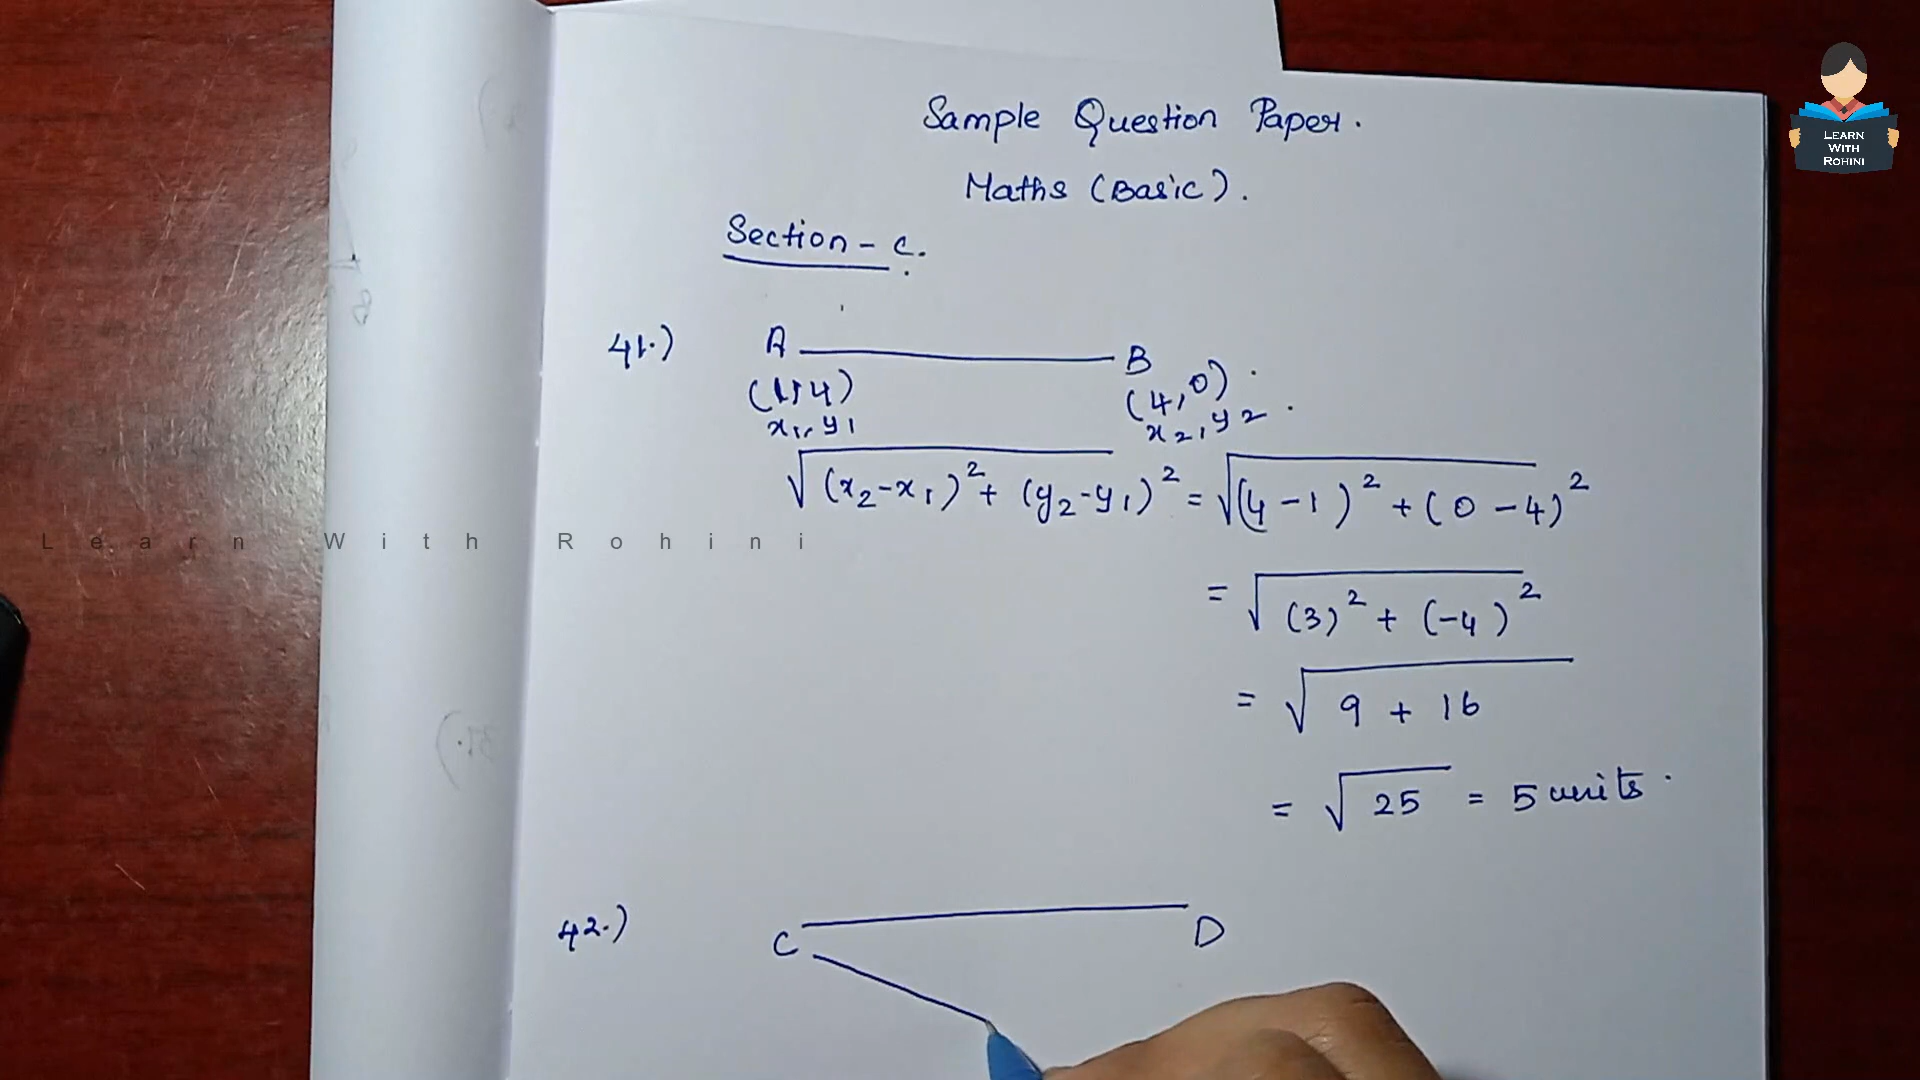 Sample Question Paper.
Maths (Basic).
Section - C.
41.) A B
(1,4) (4,0).
x₁, y₁ x₂, y₂.
√(x₂-x₁)²+ (y₂-y₁)² = √(4-1)² + (0-4)²
= √(3)² + (-4)²
= √9 + 16
= √25 = 5 units.
42.) C D
Learn With Rohini
LEARN
WITH
ROHINI